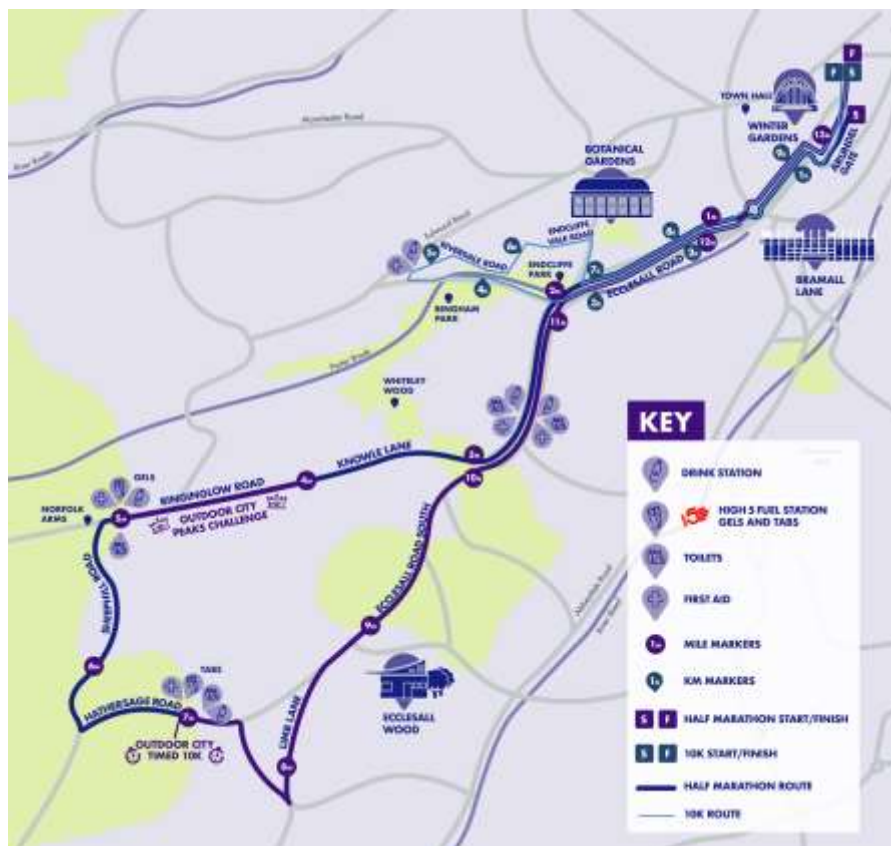 F
F S
TOWN HALL
WINTER
GARDENS
S
13m
ARUNDEL
GATE
BOTANICAL
GARDENS
ENDCLIFFE
VALE ROAD
RIVERDALE ROAD
ENDCLIFFE
PARK
ECCLESALL ROAD
BRAMALL
LANE
BINGHAM
PARK
WHITELEY
WOOD
KNOWLE LANE
GELS
RINGINGLOW ROAD
NORFOLK
ARMS
OUTDOOR CITY
PEAKS CHALLENGE
SHEEPHILL ROAD
ECCLESALL ROAD SOUTH
TABS
HATHERSAGE ROAD
OUTDOOR CITY
TIMED 10K
LIMB LANE
ECCLESALL
WOOD
KEY
DRINK STATION
HIGH 5 FUEL STATION
GELS AND TABS
TOILETS
FIRST AID
MILE MARKERS
KM MARKERS
S F HALF MARATHON START/FINISH
S F 10K START/FINISH
HALF MARATHON ROUTE
10K ROUTE